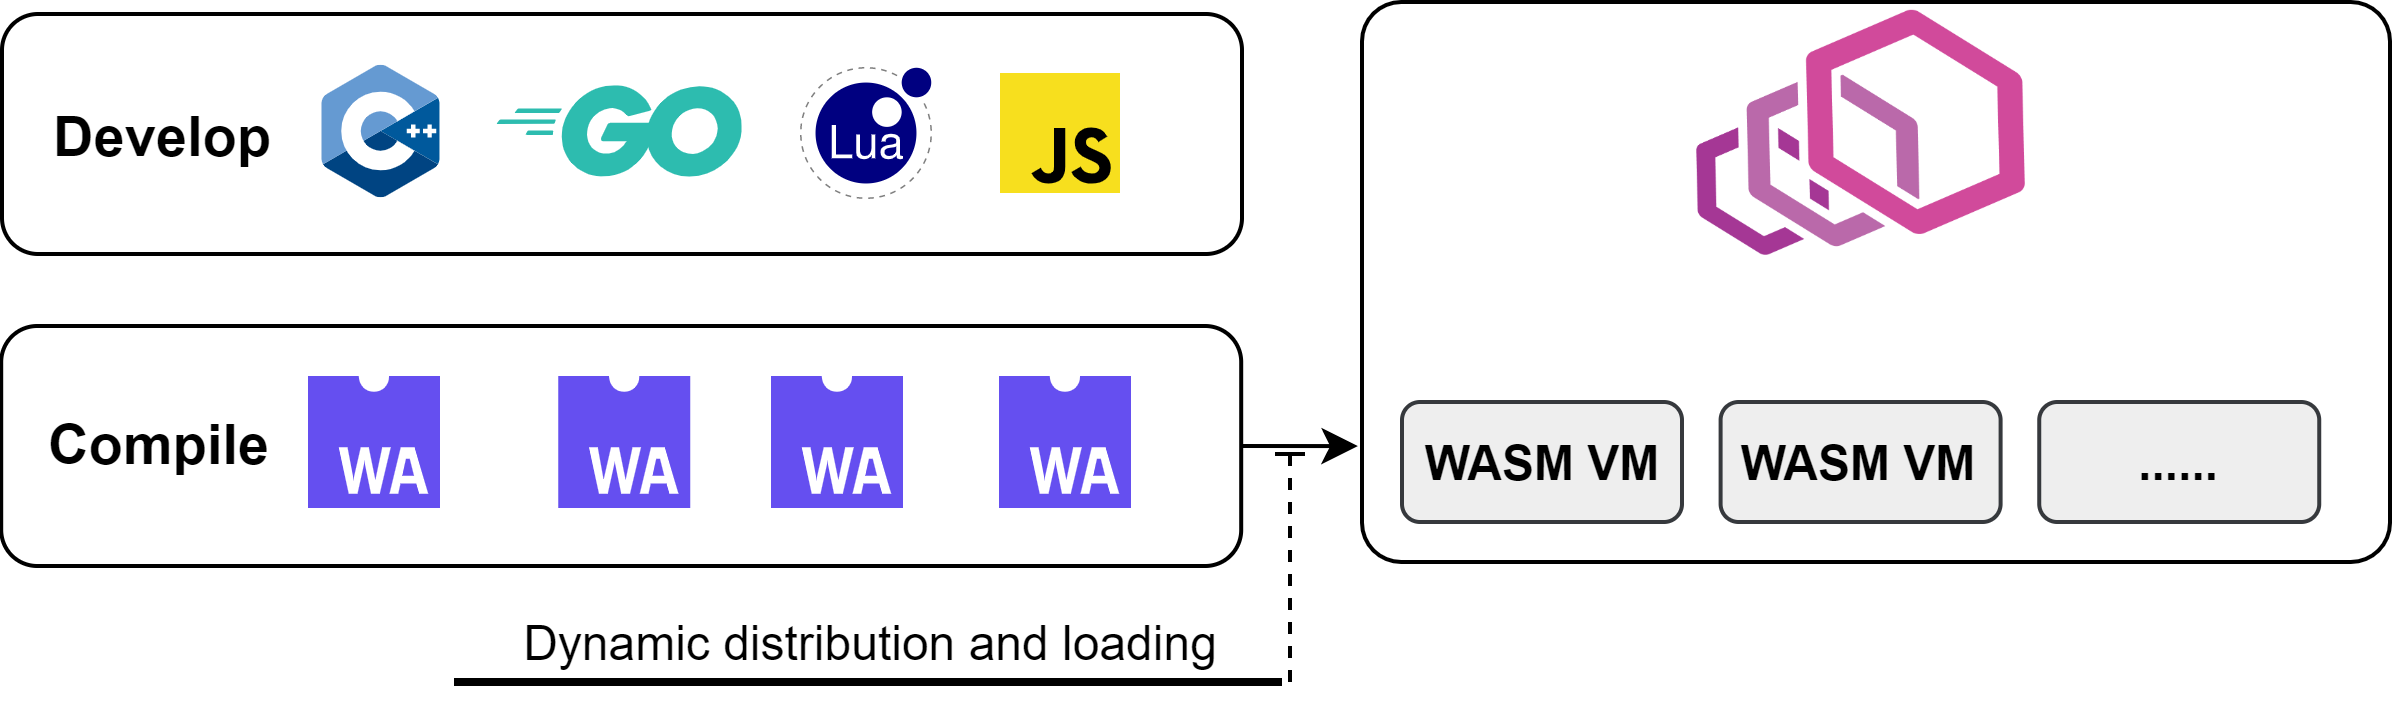 Develop
C++
GO
Lua
JS
Compile
WA
WA
WA
WA
WASM VM
WASM VM
......
Dynamic distribution and loading